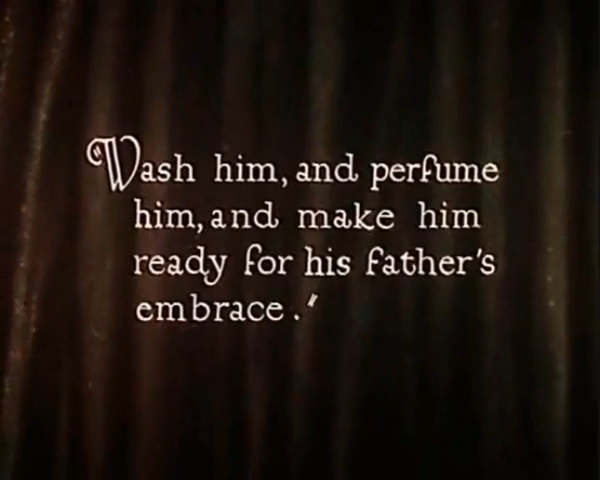 "Wash him, and perfume
him, and make him
ready for his father's
embrace."